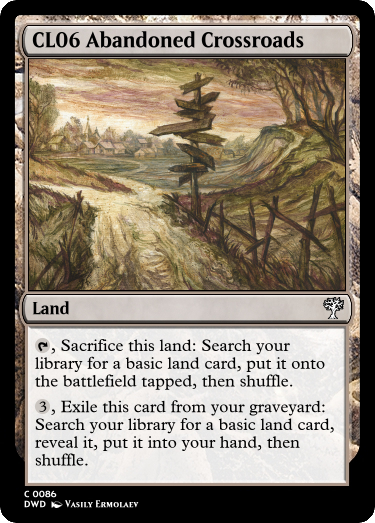 CL06 Abandoned Crossroads
Land
, Sacrifice this land: Search your
library for a basic land card, put it onto
the battlefield tapped, then shuffle.
3, Exile this card from your graveyard:
Search your library for a basic land card,
reveal it, put it into your hand, then
shuffle.
C 0086
DWD Vasily Ermolaev